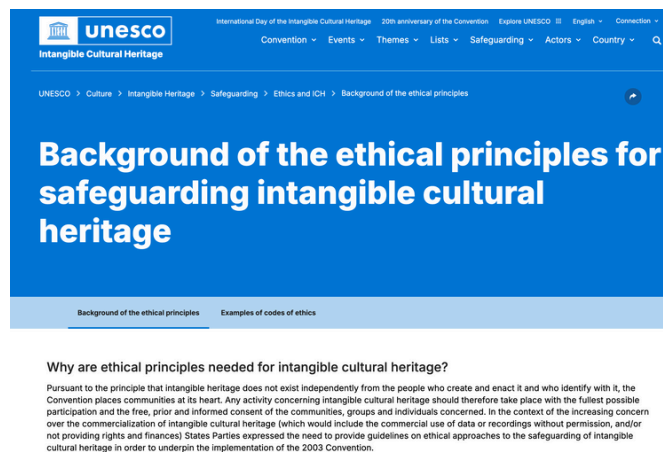 International Day of the Intangible Cultural Heritage 20th anniversary of the Convention Explore UNESCO English Connection
unesco
Intangible Cultural Heritage
Convention Events Themes Lists Safeguarding Actors Country
UNESCO > Culture > Intangible Heritage > Safeguarding > Ethics and ICH > Background of the ethical principles
Background of the ethical principles for
safeguarding intangible cultural
heritage
Background of the ethical principles Examples of codes of ethics
Why are ethical principles needed for intangible cultural heritage?
Pursuant to the principle that intangible heritage does not exist independently from the people who create and enact it and who identify with it, the
Convention places communities at its heart. Any activity concerning intangible cultural heritage should therefore take place with the fullest possible
participation and the free, prior and informed consent of the communities, groups and individuals concerned. In the context of the increasing concern
over the commercialization of intangible cultural heritage (which would include the commercial use of data or recordings without permission, and/or
not providing rights and finances) States Parties expressed the need to provide guidelines on ethical approaches to the safeguarding of intangible
cultural heritage in order to underpin the implementation of the 2003 Convention.